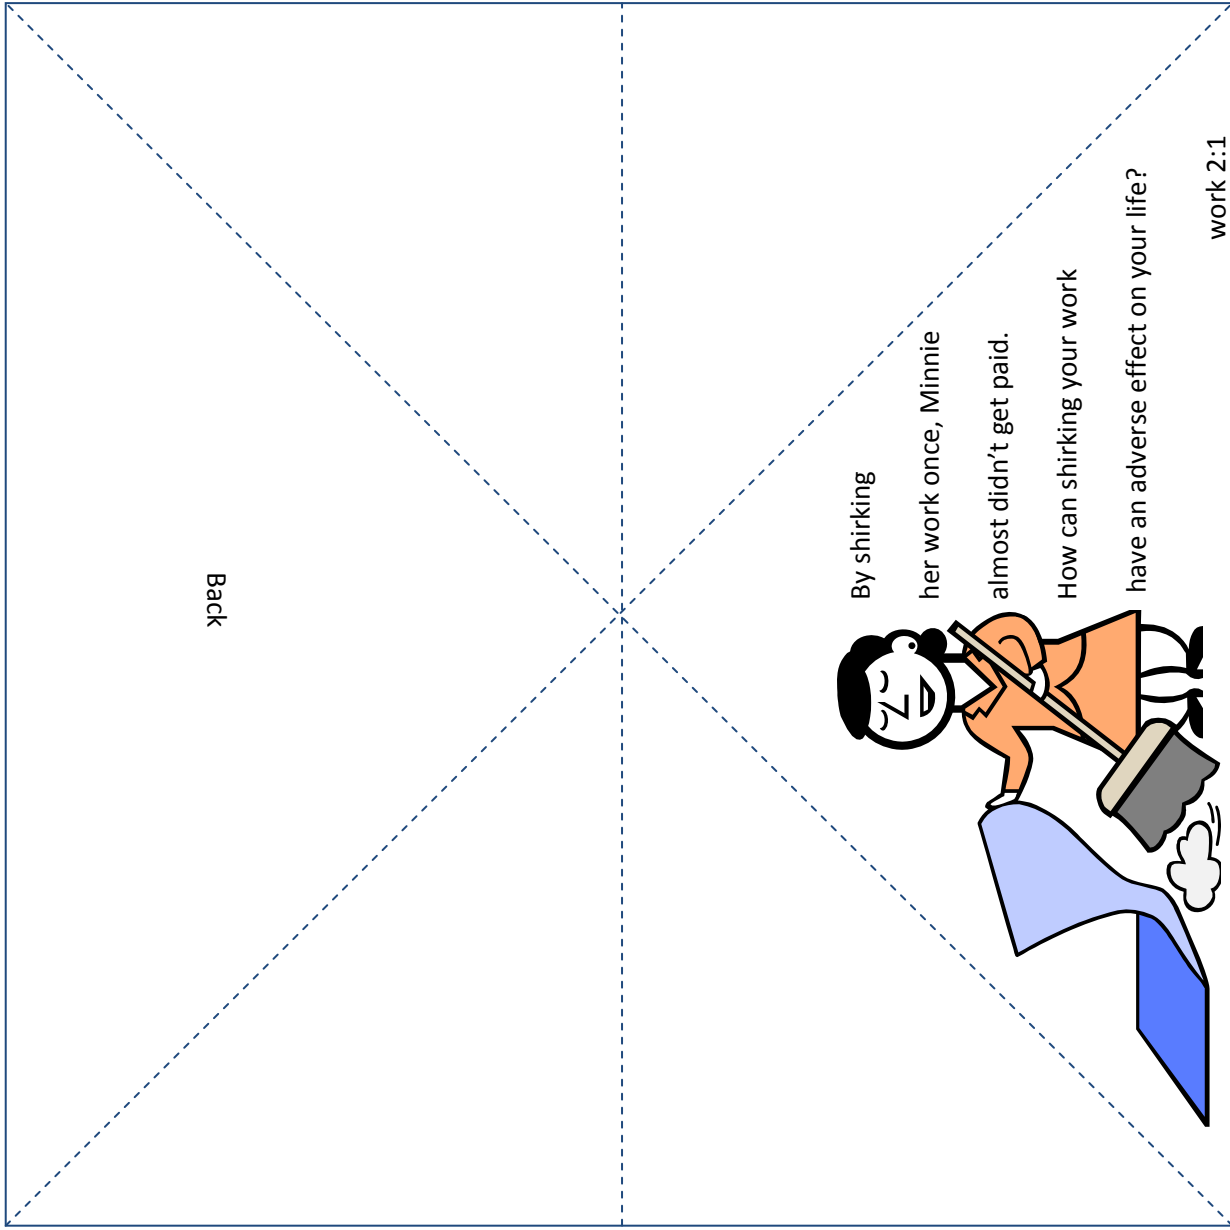 By shirking
her work once, Minnie
almost didn’t get paid.
How can shirking your work
have an adverse effect on your life?
work 2:1
Back